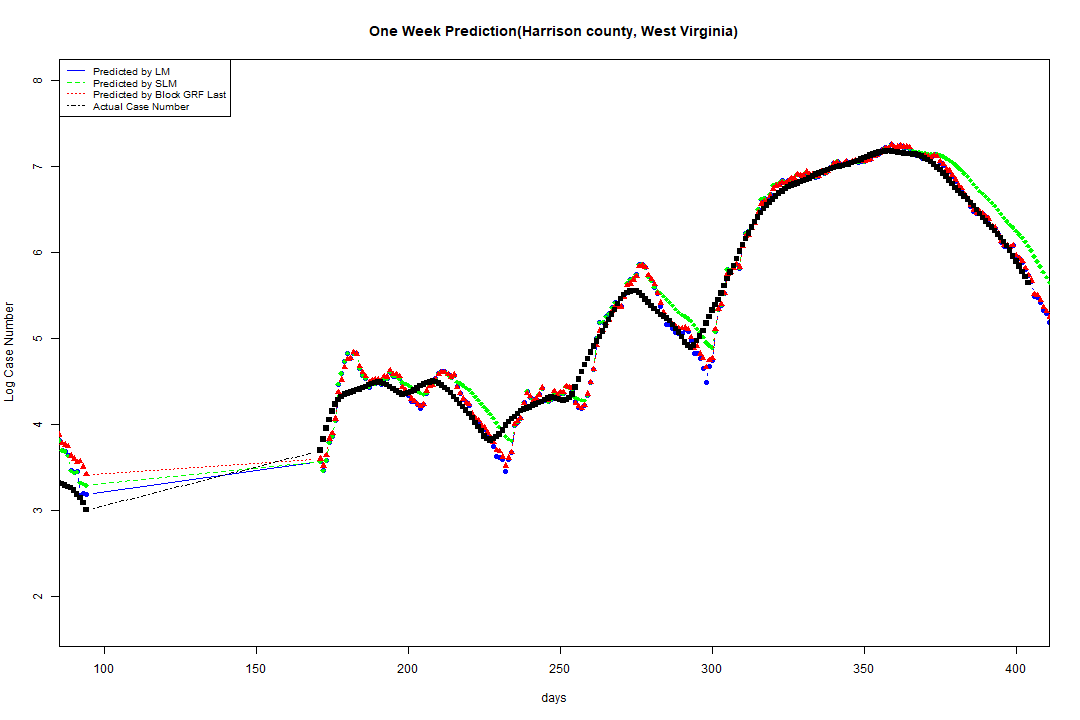 One Week Prediction(Harrison county, West Virginia)
Predicted by LM
Predicted by SLM
Predicted by Block GRF Last
Actual Case Number
8
7
6
5
4
3
2
Log Case Number
100 150 200 250 300 350 400
days